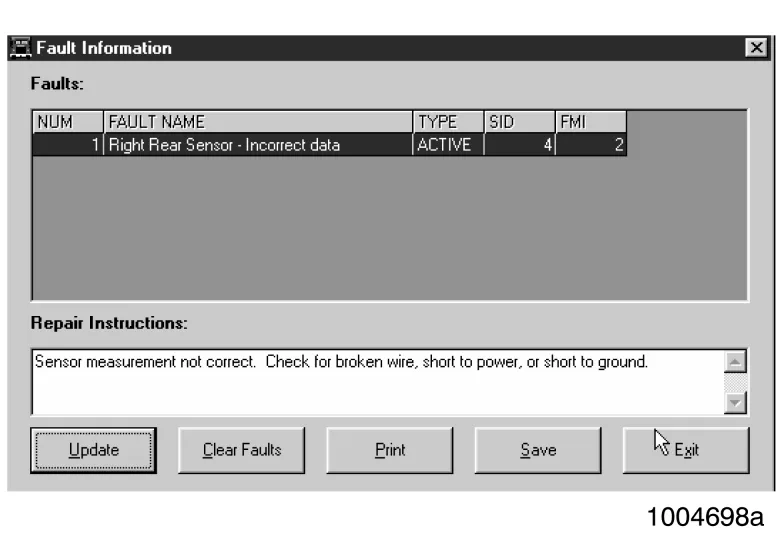 Fault Information
Faults:
NUM FAULT NAME TYPE SID FMI
1 Right Rear Sensor - Incorrect data ACTIVE 4 2
Repair Instructions:
Sensor measurement not correct.  Check for broken wire, short to power, or short to ground.
Update Clear Faults Print Save Exit
1004698a